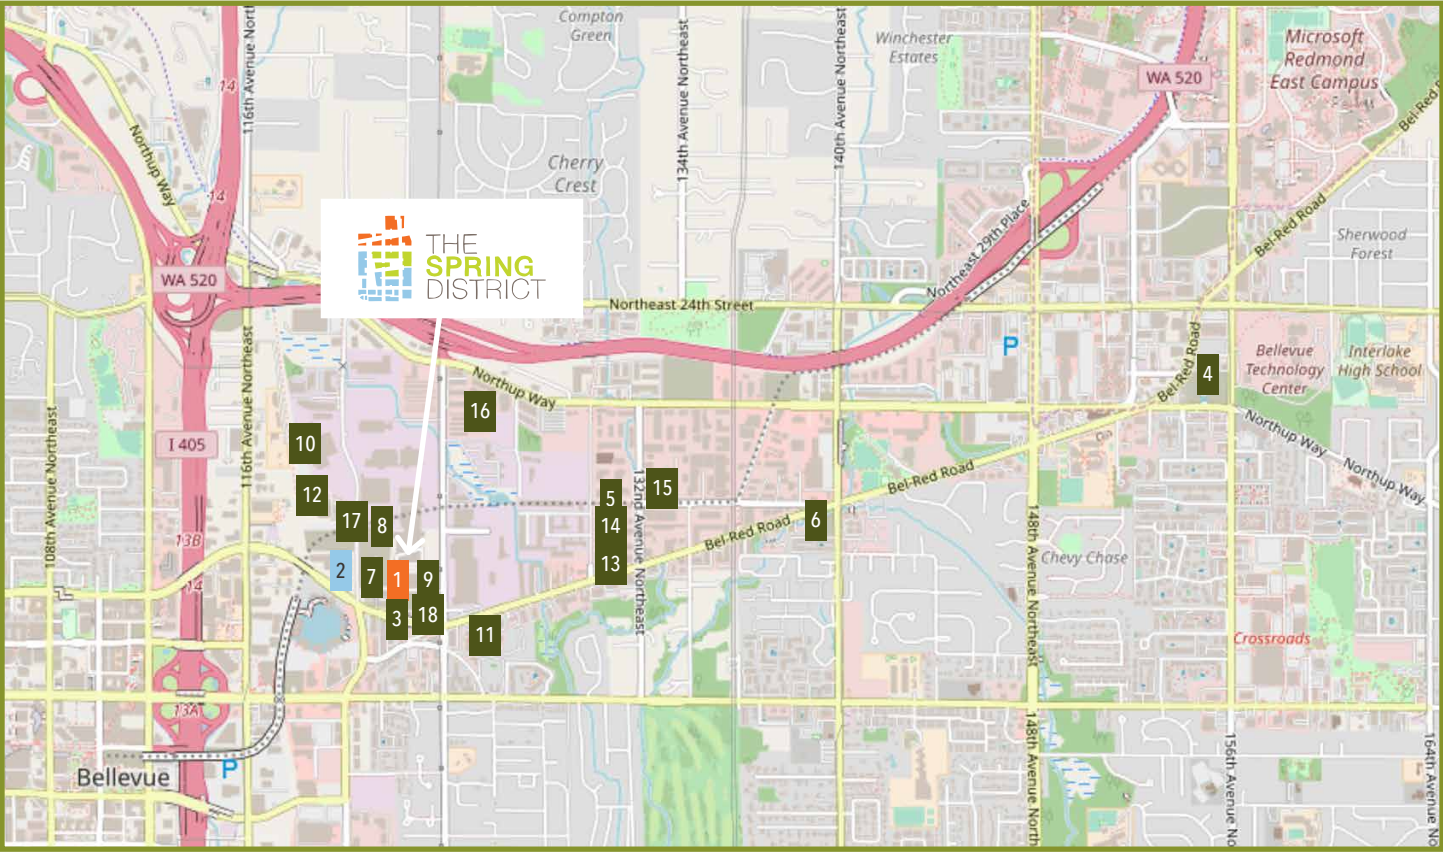 Compton
Green
Winchester
Estates
Microsoft
Redmond
East Campus
WA 520
14
116th Avenue North
134th Avenue Northeast
140th Avenue Northeast
Bel-Red R
Northup Way
Cherry
Crest
14
Northeast 29th Place
Bel-Red Road
Sherwood
Forest
THE
SPRING
DISTRICT
WA 520
Northeast 24th Street
P
Bel-Red Road
4
Bellevue
Technology
Center
Interlake
High School
116th Avenue Northeast
Northup Way
16
108th Avenue Northeast
I 405
10
12
17
8
5
15
14
13
132nd Avenue Northeast
Bel-Red Road
6
Bel-Red Road
Northup Way
Northup Way
13B
14
2
7
1
9
3
18
11
148th Avenue Northeast
Chevy Chase
Crossroads
13A
Bellevue
P
148th Avenue North
156th Avenue No
164th Avenue No